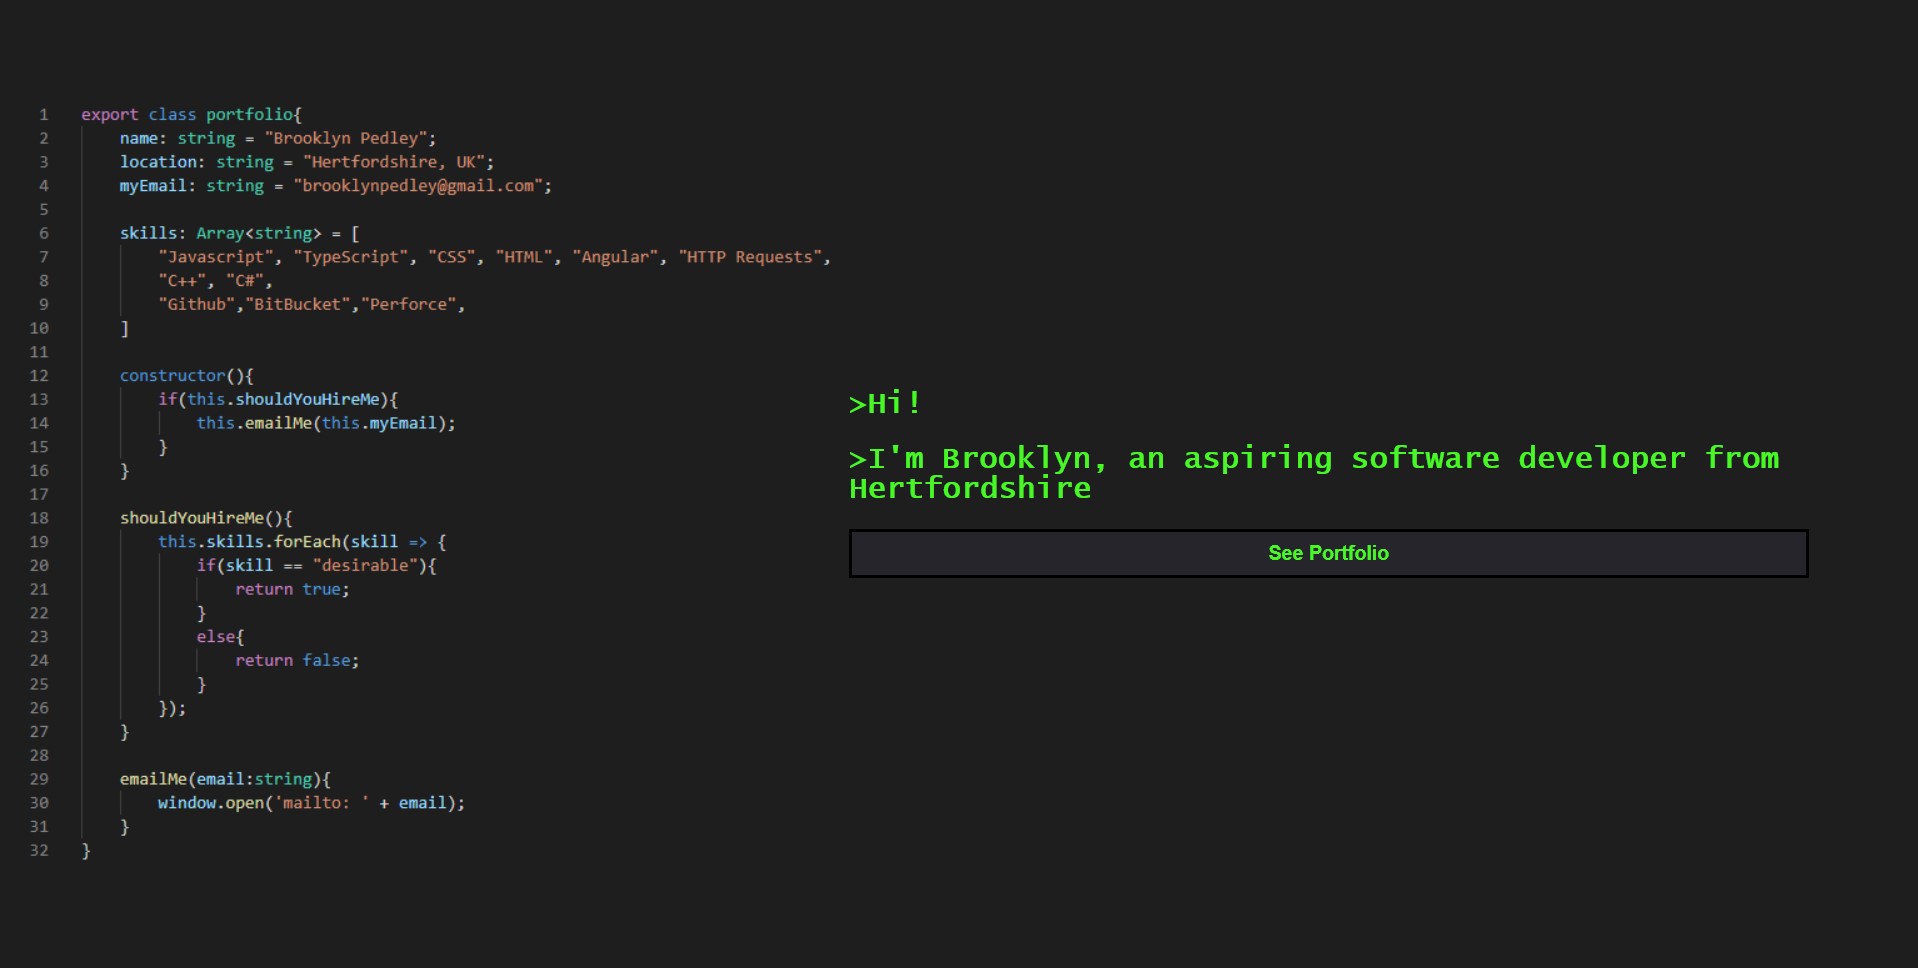 1 export class portfolio{
2 name: string = "Brooklyn Pedley";
3 location: string = "Hertfordshire, UK";
4 myEmail: string = "brooklynpedley@gmail.com";
5
6 skills: Array<string> = [
7 "Javascript", "TypeScript", "CSS", "HTML", "Angular", "HTTP Requests",
8 "C++", "C#",
9 "Github","BitBucket","Perforce",
10 ]
11
12 constructor(){
13 if(this.shouldYouHireMe){
14 this.emailMe(this.myEmail);
15 }
16 }
17
18 shouldYouHireMe(){
19 this.skills.forEach(skill => {
20 if(skill == "desirable"){
21 return true;
22 }
23 else{
24 return false;
25 }
26 });
27 }
28
29 emailMe(email:string){
30 window.open('mailto: ' + email);
31 }
32 }
>Hi!
>I'm Brooklyn, an aspiring software developer from
Hertfordshire
See Portfolio